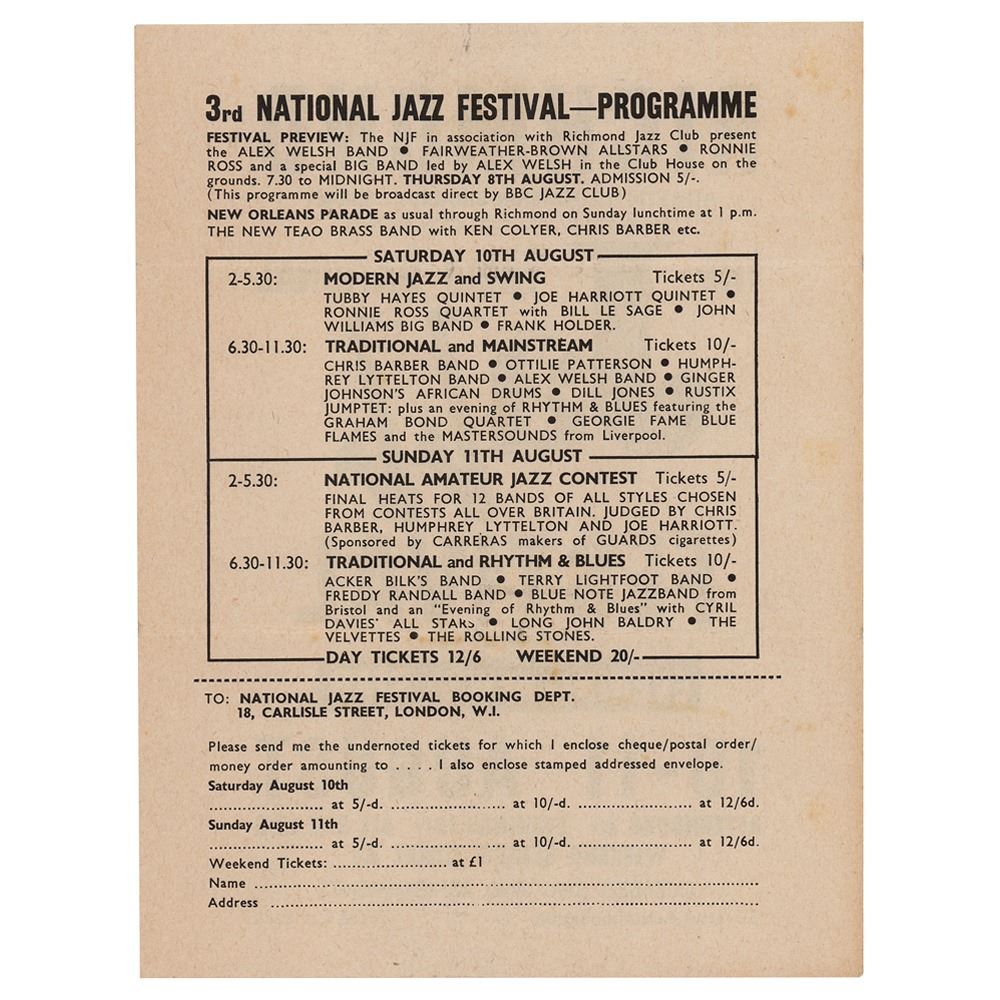 3rd NATIONAL JAZZ FESTIVAL—PROGRAMME
FESTIVAL PREVIEW: The NJF in association with Richmond Jazz Club present
the ALEX WELSH BAND ● FAIRWEATHER-BROWN ALLSTARS ● RONNIE
ROSS and a special BIG BAND led by ALEX WELSH in the Club House on the
grounds. 7.30 to MIDNIGHT. THURSDAY 8TH AUGUST. ADMISSION 5/-.
(This programme will be broadcast direct by BBC JAZZ CLUB)
NEW ORLEANS PARADE as usual through Richmond on Sunday lunchtime at 1 p.m.
THE NEW TEAO BRASS BAND with KEN COLYER, CHRIS BARBER etc.
SATURDAY 10TH AUGUST
2-5.30: MODERN JAZZ and SWING Tickets 5/-
TUBBY HAYES QUINTET ● JOE HARRIOTT QUINTET ●
RONNIE ROSS QUARTET with BILL LE SAGE ● JOHN
WILLIAMS BIG BAND ● FRANK HOLDER.
6.30-11.30: TRADITIONAL and MAINSTREAM Tickets 10/-
CHRIS BARBER BAND ● OTTILIE PATTERSON ● HUMPH-
REY LYTTELTON BAND ● ALEX WELSH BAND ● GINGER
JOHNSON'S AFRICAN DRUMS ● DILL JONES ● RUSTIX
JUMPTET: plus an evening of RHYTHM & BLUES featuring the
GRAHAM BOND QUARTET ● GEORGIE FAME BLUE
FLAMES and the MASTERSOUNDS from Liverpool.
SUNDAY 11TH AUGUST
2-5.30: NATIONAL AMATEUR JAZZ CONTEST Tickets 5/-
FINAL HEATS FOR 12 BANDS OF ALL STYLES CHOSEN
FROM CONTESTS ALL OVER BRITAIN. JUDGED BY CHRIS
BARBER, HUMPHREY LYTTELTON AND JOE HARRIOTT.
(Sponsored by CARRERAS makers of GUARDS cigarettes)
6.30-11.30: TRADITIONAL and RHYTHM & BLUES Tickets 10/-
ACKER BILK'S BAND ● TERRY LIGHTFOOT BAND ●
FREDDY RANDALL BAND ● BLUE NOTE JAZZBAND from
Bristol and an "Evening of Rhythm & Blues" with CYRIL
DAVIES' ALL STARS ● LONG JOHN BALDRY ● THE
VELVETTES ● THE ROLLING STONES.
DAY TICKETS 12/6 WEEKEND 20/-
TO: NATIONAL JAZZ FESTIVAL BOOKING DEPT.
18, CARLISLE STREET, LONDON, W.I.
Please send me the undernoted tickets for which I enclose cheque/postal order/
money order amounting to . . . . I also enclose stamped addressed envelope.
Saturday August 10th
...................... at 5/-d. ...................... at 10/-d. ...................... at 12/6d.
Sunday August 11th
...................... at 5/-d. ...................... at 10/-d. ...................... at 12/6d.
Weekend Tickets: ...................... at £1
Name ......................
Address ......................